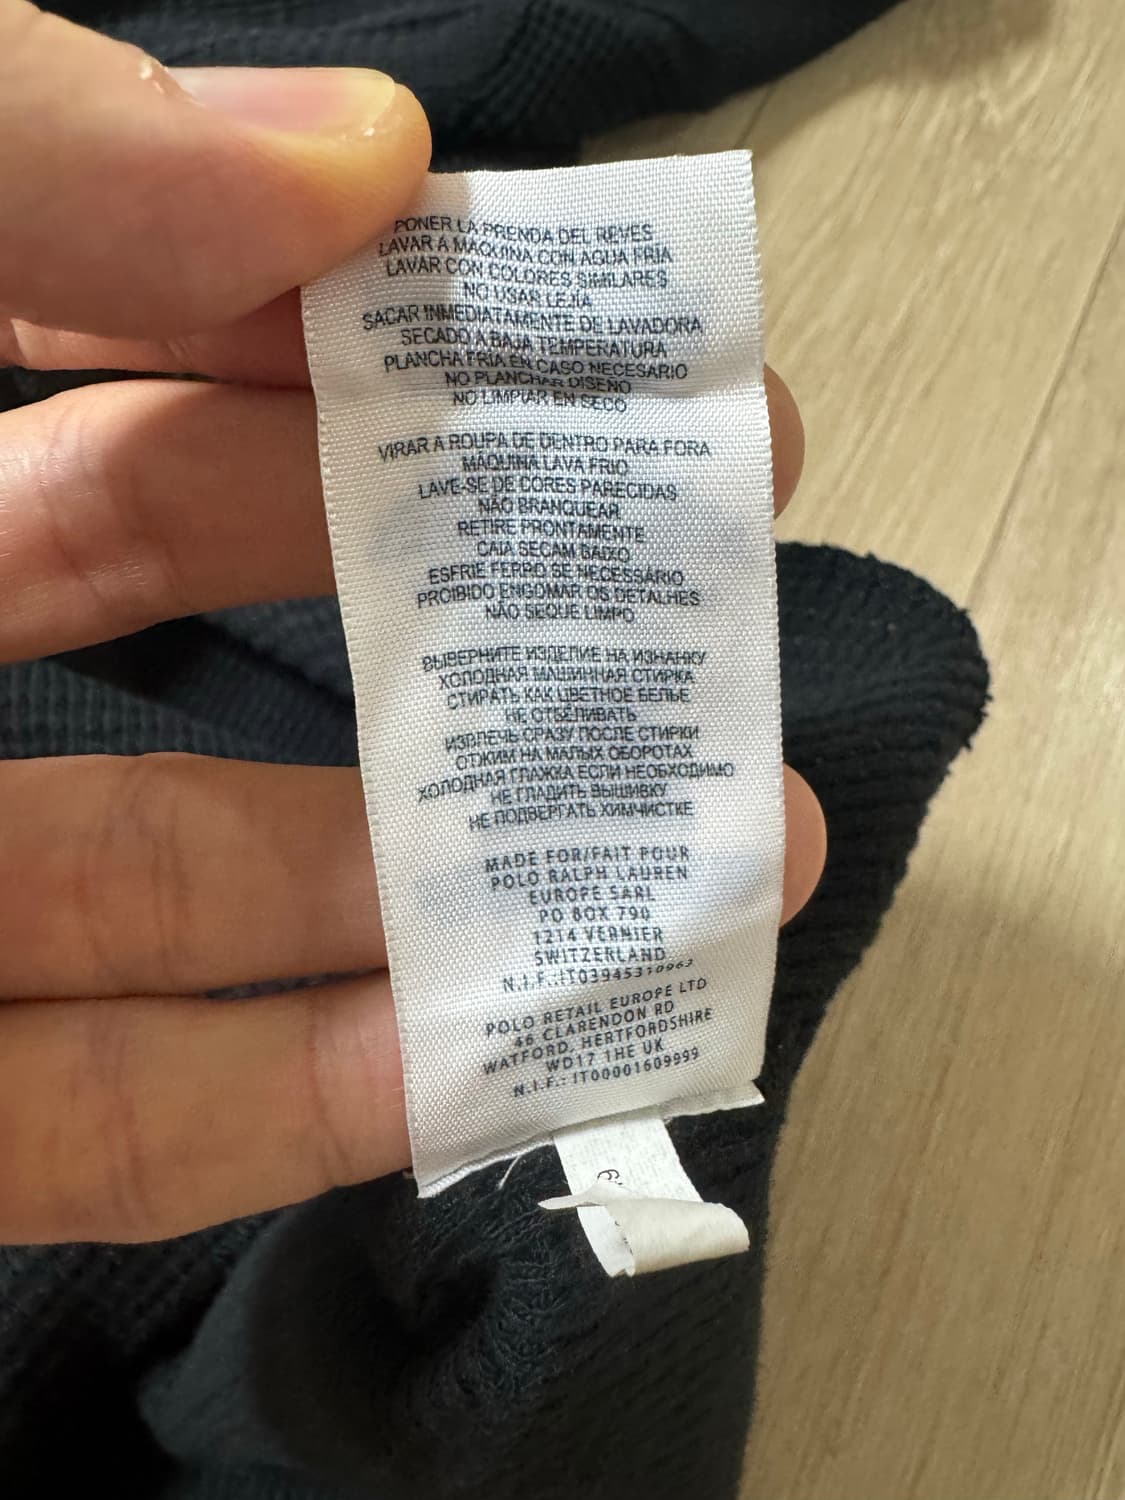 PONER LA PRENDA DEL REVES
LAVAR A MAQUINA CON AGUA FRIA
LAVAR CON COLORES SIMILARES
NO USAR LEJIA
SACAR INMEDIATAMENTE DE LAVADORA
SECADO A BAJA TEMPERATURA
PLANCHA FRIA EN CASO NECESARIO
NO PLANCHAR DISEÑO
NO LIMPIAR EN SECO
VIRAR A ROUPA DE DENTRO PARA FORA
MÁQUINA LAVA FRIO
LAVE-SE DE CORES PARECIDAS
NÃO BRANQUEAR
RETIRE PRONTAMENTE
CAIA SECAM BAIXO
ESFRIE FERRO SE NECESSÁRIO
PROIBIDO ENGOMAR OS DETALHES
NÃO SEQUE LIMPO
ВЫВЕРНИТЕ ИЗДЕЛИЕ НА ИЗНАНКУ
ХОЛОДНАЯ МАШИННАЯ СТИРКА
СТИРАТЬ КАК ЦВЕТНОЕ БЕЛЬЕ
НЕ ОТБЕЛИВАТЬ
ИЗВЛЕЧЬ СРАЗУ ПОСЛЕ СТИРКИ
ОТЖИМ НА МАЛЫХ ОБОРОТАХ
ХОЛОДНАЯ ГЛАЖКА ЕСЛИ НЕОБХОДИМО
НЕ ГЛАДИТЬ ВЫШИВКУ
НЕ ПОДВЕРГАТЬ ХИМЧИСТКЕ
MADE FOR/FAIT POUR
POLO RALPH LAUREN
EUROPE SARL
PO BOX 790
1214 VERNIER
SWITZERLAND
N.I.F.:IT03945310963
POLO RETAIL EUROPE LTD
46 CLARENDON RD
WATFORD, HERTFORDSHIRE
WD17 1HE UK
N.I.F.: IT00001609999